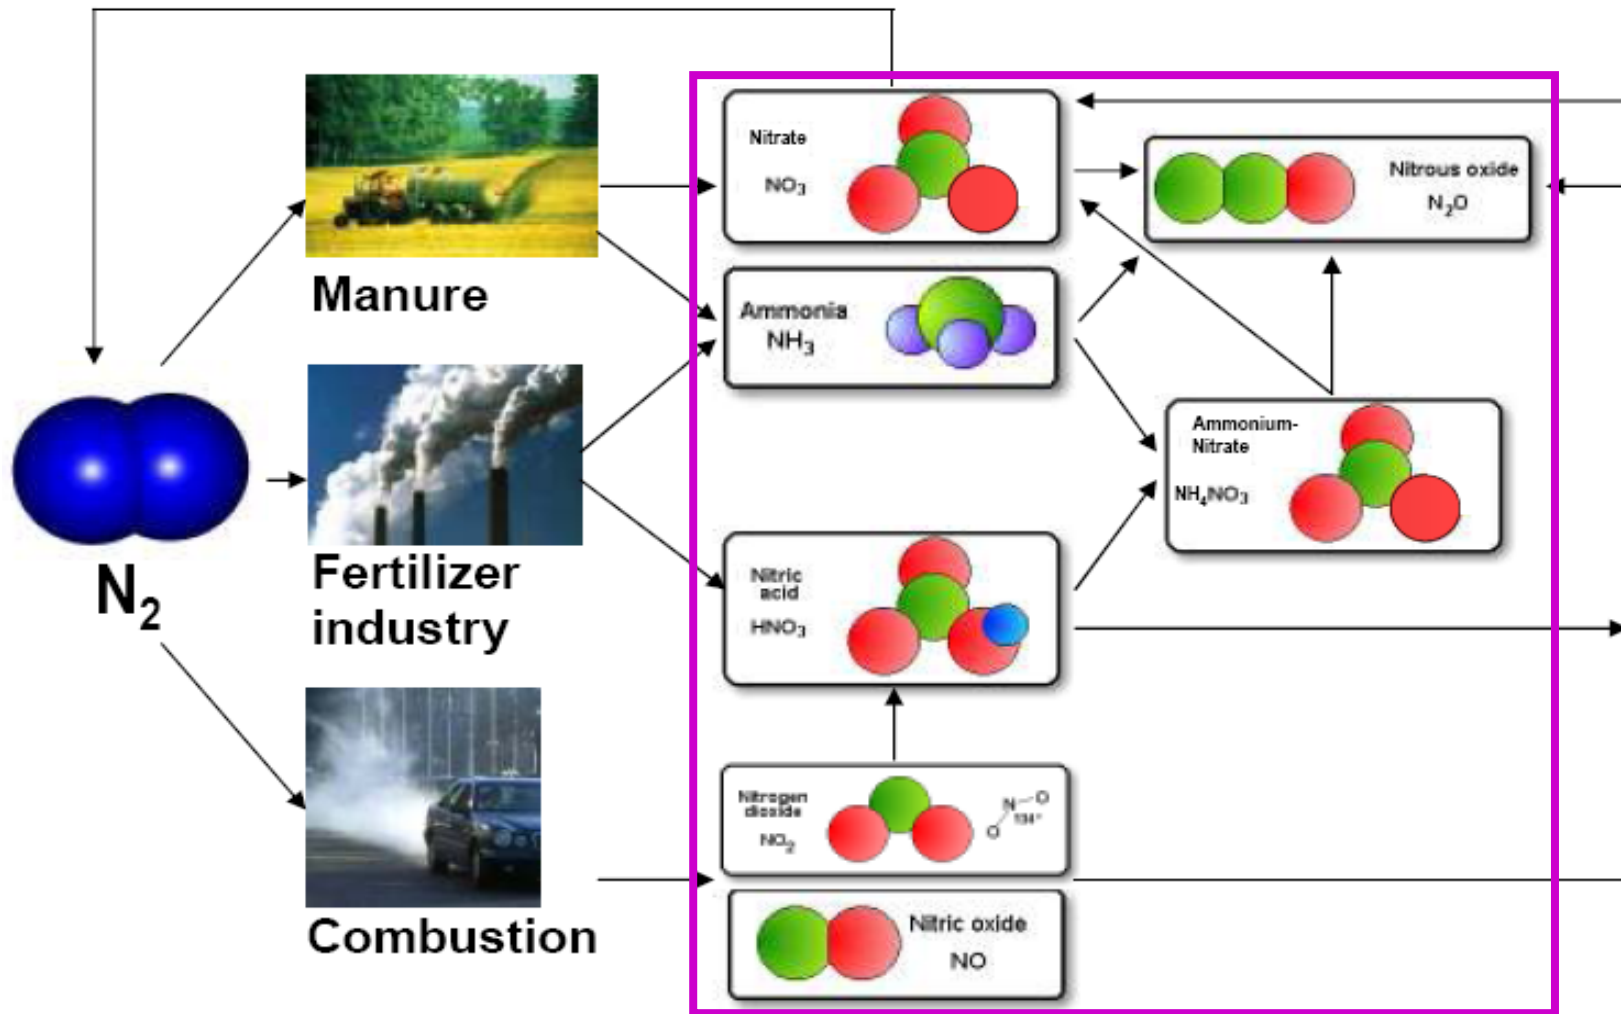 Nitrate
NO₃
Nitrous oxide
N₂O
Manure
Ammonia
NH₃
Ammonium-
Nitrate
NH₄NO₃
N₂
Fertilizer
industry
Nitric
acid
HNO₃
Nitrogen
dioxide
NO₂
N
O
O
134°
Combustion
Nitric oxide
NO